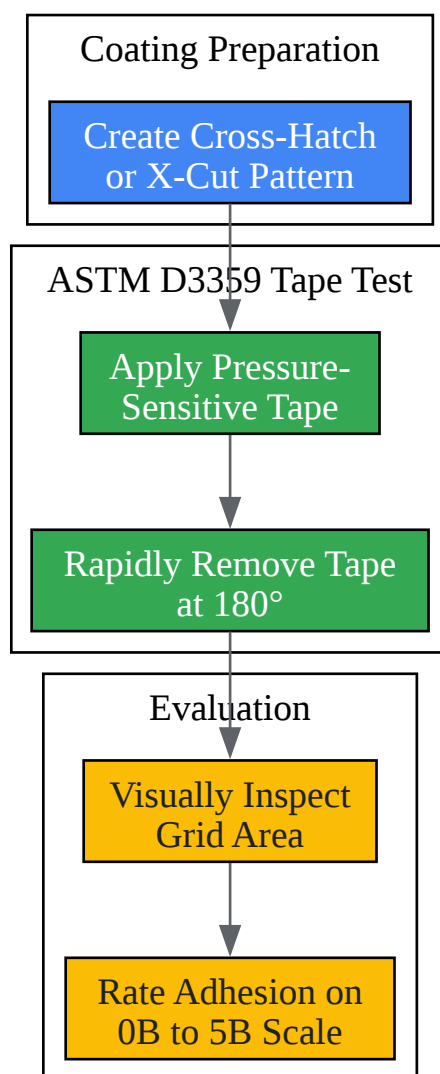 Coating Preparation
Create Cross-Hatch
or X-Cut Pattern
ASTM D3359 Tape Test
Apply Pressure-
Sensitive Tape
Rapidly Remove Tape
at 180°
Evaluation
Visually Inspect
Grid Area
Rate Adhesion on
0B to 5B Scale